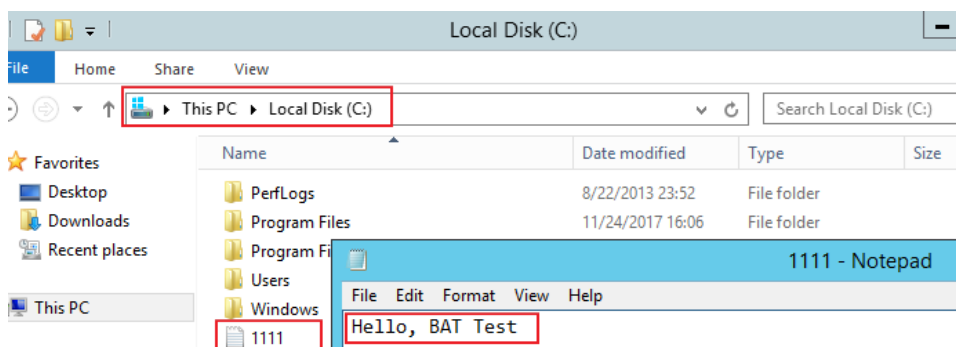 Local Disk (C:)
File Home Share View
This PC Local Disk (C:) Search Local Disk (C:)
Name Date modified Type Size
Favorites
Desktop PerfLogs 8/22/2013 23:52 File folder
Downloads Program Files 11/24/2017 16:06 File folder
Recent places Program Fi
1111 - Notepad
Users
File Edit Format View Help
This PC Windows
Hello, BAT Test
1111